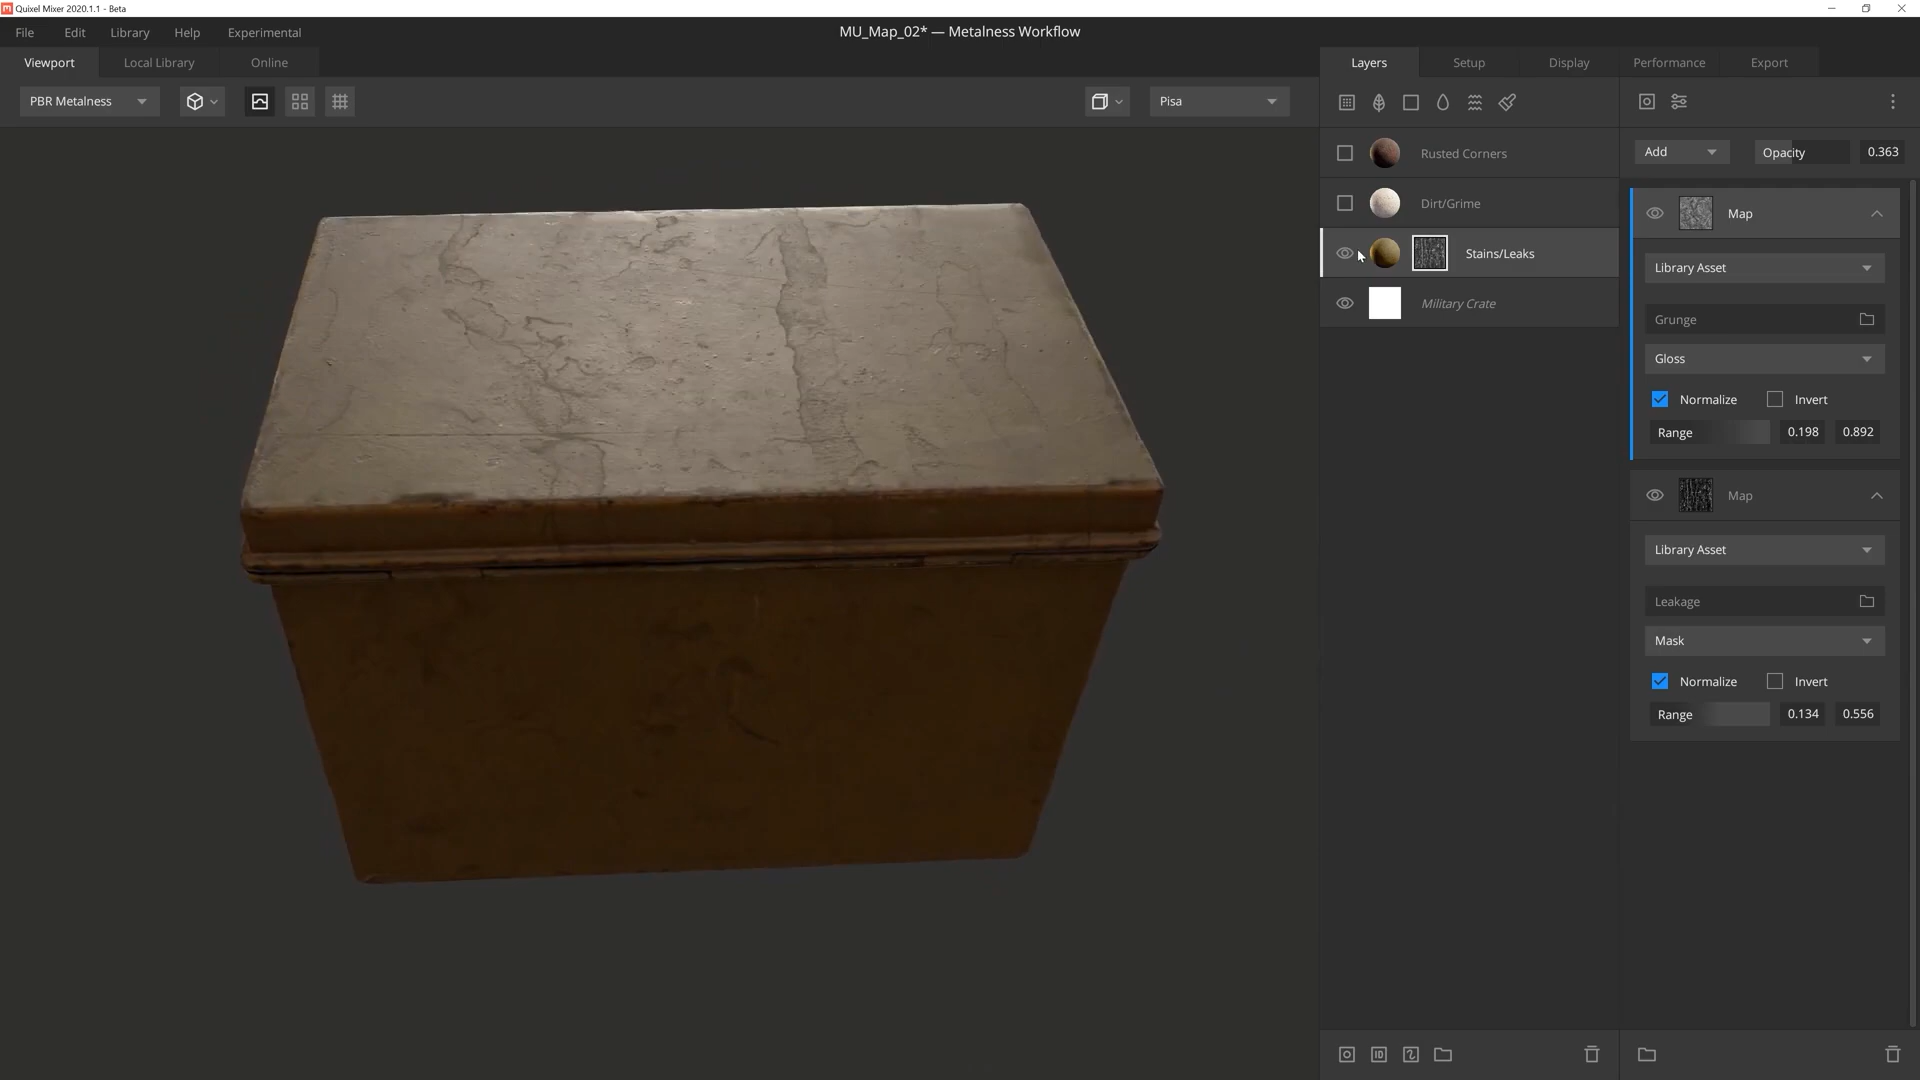 Quixel Mixer 2020.1.1 - Beta
File Edit Library Help Experimental
MU_Map_02* — Metalness Workflow
Viewport Local Library Online
Layers Setup Display Performance Export
PBR Metalness
Pisa
Rusted Corners
Dirt/Grime
Stains/Leaks
Military Crate
Add Opacity 0.363
Map
Library Asset
Grunge
Gloss
Normalize Invert
Range 0.198 0.892
Map
Library Asset
Leakage
Mask
Normalize Invert
Range 0.134 0.556